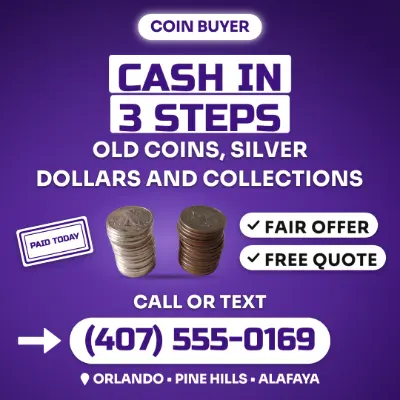 COIN BUYER
CASH IN
3 STEPS
OLD COINS, SILVER
DOLLARS AND COLLECTIONS
PAID TODAY
FAIR OFFER
FREE QUOTE
CALL OR TEXT
(407) 555-0169
ORLANDO • PINE HILLS • ALAFAYA